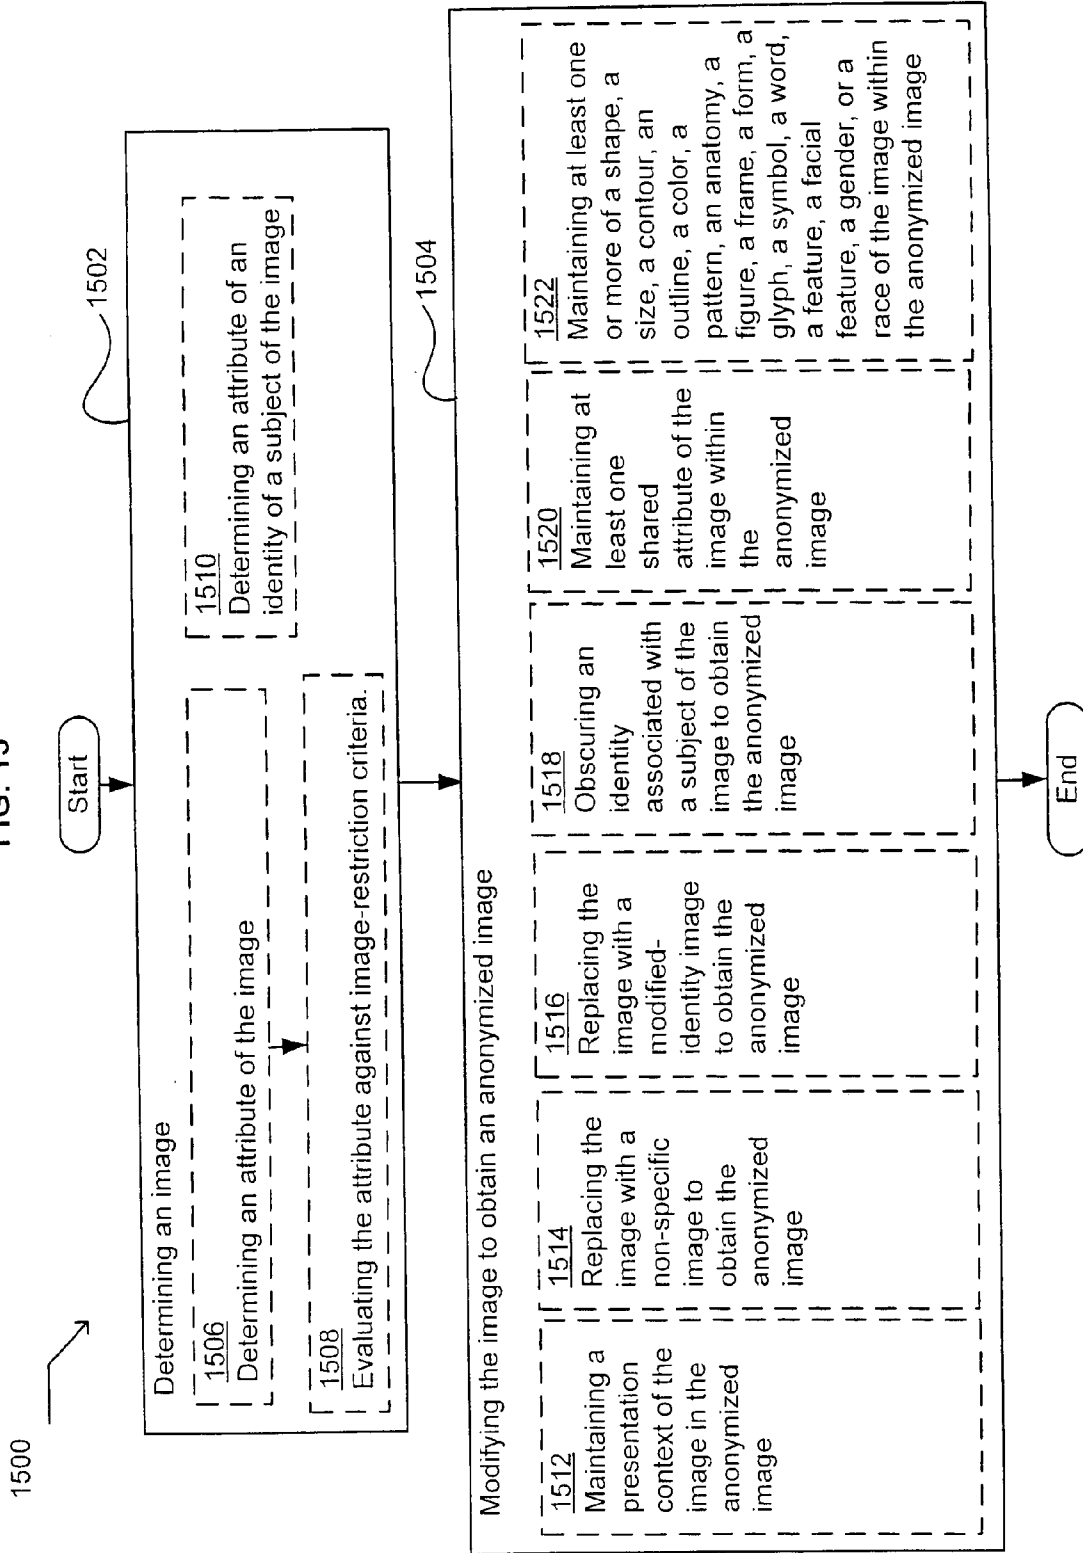 FIG. 15
1500
Start
1502
Determining an image
1506
Determining an attribute of the image
1508
Evaluating the attribute against image-restriction criteria.
1510
Determining an attribute of an
identity of a subject of the image
1504
Modifying the image to obtain an anonymized image
1512
Maintaining a
presentation
context of the
image in the
anonymized
image
1514
Replacing the
image with a
non-specific
image to
obtain the
anonymized
image
1516
Replacing the
image with a
modified-
identity image
to obtain the
anonymized
image
1518
Obscuring an
identity
associated with
a subject of the
image to obtain
the anonymized
image
1520
Maintaining at
least one
shared
attribute of the
image within
the
anonymized
image
1522
Maintaining at least one
or more of a shape, a
size, a contour, an
outline, a color, a
pattern, an anatomy, a
figure, a frame, a form, a
glyph, a symbol, a word,
a feature, a facial
feature, a gender, or a
race of the image within
the anonymized image
End